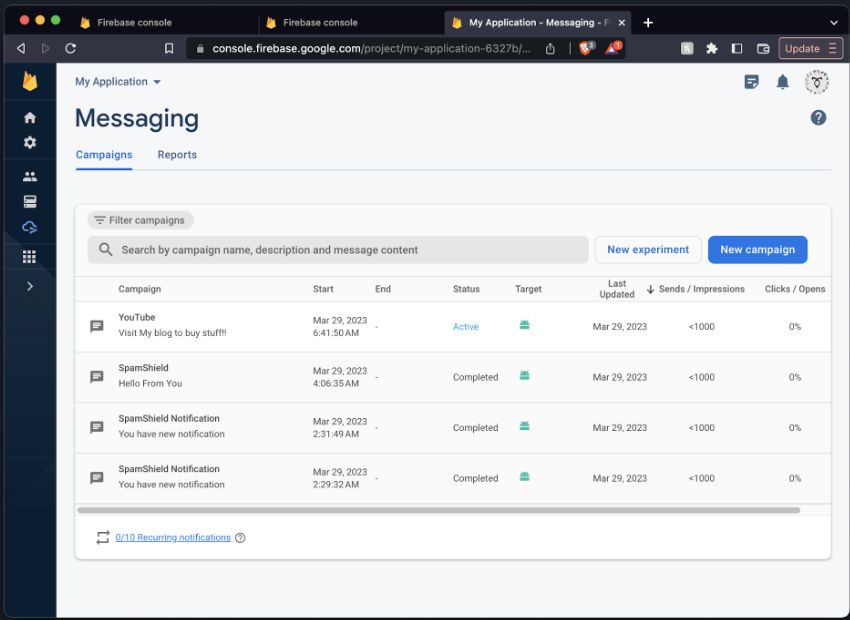 Firebase console
Firebase console
My Application - Messaging - Fi
console.firebase.google.com/project/my-application-6327b/...
3
1
Update
My Application
Messaging
Campaigns
Reports
Filter campaigns
Search by campaign name, description and message content
New experiment
New campaign
Campaign
Start
End
Status
Target
Last Updated
Sends / Impressions
Clicks / Opens
YouTube
Visit My blog to buy stuff!!
Mar 29, 2023
6:41:50 AM
-
Active
Mar 29, 2023
<1000
0%
SpamShield
Hello From You
Mar 29, 2023
4:06:35 AM
-
Completed
Mar 29, 2023
<1000
0%
SpamShield Notification
You have new notification
Mar 29, 2023
2:31:49 AM
-
Completed
Mar 29, 2023
<1000
0%
SpamShield Notification
You have new notification
Mar 29, 2023
2:29:32 AM
-
Completed
Mar 29, 2023
<1000
0%
0/10 Recurring notifications